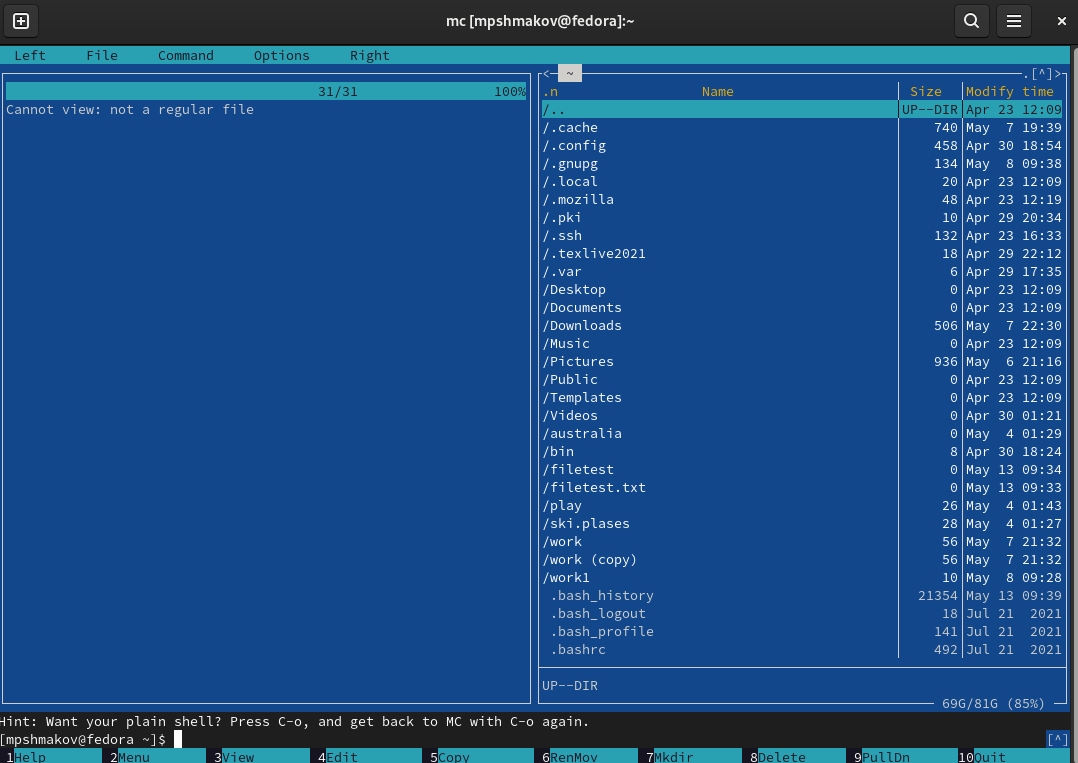 mc [mpshmakov@fedora]:~
Left File Command Options Right
<─ ~ .[^]>
31/31 100%
Cannot view: not a regular file
.n Name Size Modify time
/.. UP--DIR Apr 23 12:09
/.cache 740 May 7 19:39
/.config 458 Apr 30 18:54
/.gnupg 134 May 8 09:38
/.local 20 Apr 23 12:09
/.mozilla 48 Apr 23 12:19
/.pki 10 Apr 29 20:34
/.ssh 132 Apr 23 16:33
/.texlive2021 18 Apr 29 22:12
/.var 6 Apr 29 17:35
/Desktop 0 Apr 23 12:09
/Documents 0 Apr 23 12:09
/Downloads 506 May 7 22:30
/Music 0 Apr 23 12:09
/Pictures 936 May 6 21:16
/Public 0 Apr 23 12:09
/Templates 0 Apr 23 12:09
/Videos 0 Apr 30 01:21
/australia 0 May 4 01:29
/bin 8 Apr 30 18:24
/filetest 0 May 13 09:34
/filetest.txt 0 May 13 09:33
/play 26 May 4 01:43
/ski.plases 28 May 4 01:27
/work 56 May 7 21:32
/work (copy) 56 May 7 21:32
/work1 10 May 8 09:28
.bash_history 21354 May 13 09:39
.bash_logout 18 Jul 21 2021
.bash_profile 141 Jul 21 2021
.bashrc 492 Jul 21 2021
UP--DIR
69G/81G (85%)
Hint: Want your plain shell? Press C-o, and get back to MC with C-o again.
[mpshmakov@fedora ~]$ [^]
1Help 2Menu 3View 4Edit 5Copy 6RenMov 7Mkdir 8Delete 9PullDn 10Quit